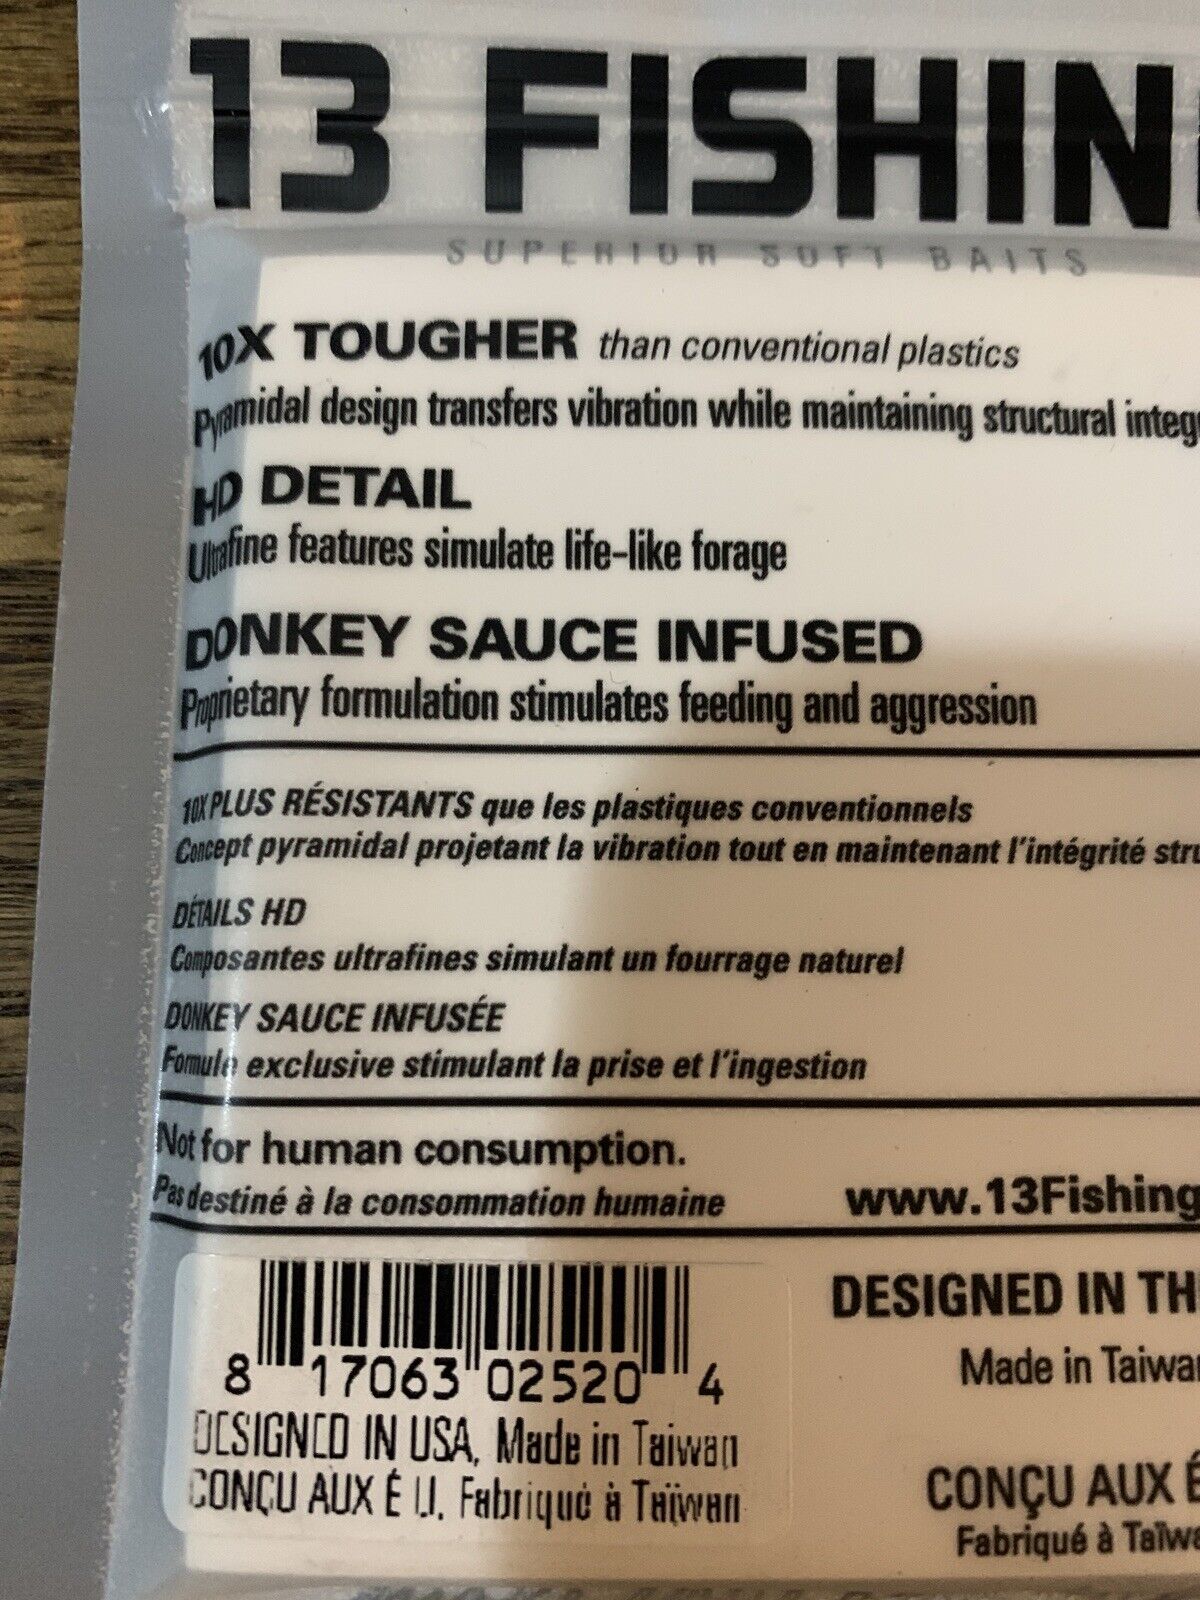 13 FISHING
SUPERIOR SOFT BAITS
10X TOUGHER than conventional plastics
Pyramidal design transfers vibration while maintaining structural integ
HD DETAIL
Ultrafine features simulate life-like forage
DONKEY SAUCE INFUSED
Proprietary formulation stimulates feeding and aggression
10X PLUS RÉSISTANTS que les plastiques conventionnels
Concept pyramidal projetant la vibration tout en maintenant l'intégrité stru
DÉTAILS HD
Composantes ultrafines simulant un fourrage naturel
DONKEY SAUCE INFUSÉE
Formule exclusive stimulant la prise et l'ingestion
Not for human consumption.
Pas destiné à la consommation humaine
www.13Fishing
8 17063 02520 4
DESIGNED IN USA, Made in Taiwan
CONÇU AUX É.U. Fabriqué à Taïwan
DESIGNED IN TH
Made in Taiwan
CONÇU AUX É
Fabriqué à Taïwa